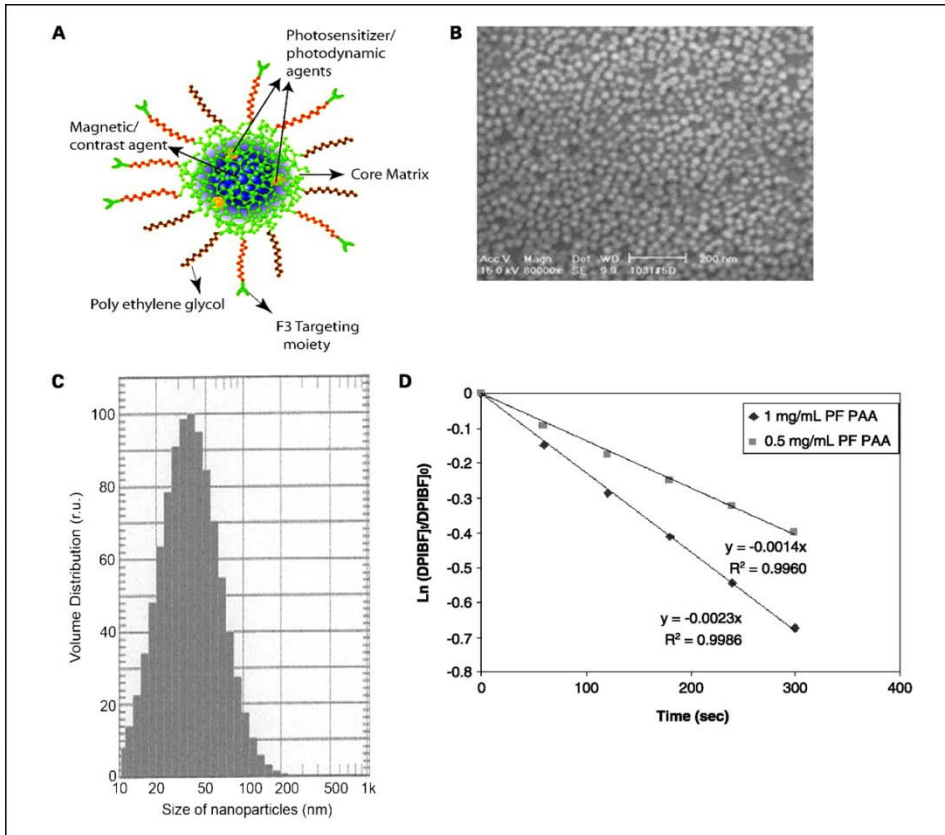 A
Photosensitizer/
photodynamic
agents
Magnetic/
contrast agent
Core Matrix
Poly ethylene glycol
F3 Targeting
moiety
B
Acc.V Magn Det WD 200 nm
15.0 kV 80000x SE 9.9 1031#5D
C
Volume Distribution (r.u.)
100
80
60
40
20
0
10 20 50 100 200 500 1k
Size of nanoparticles (nm)
D
Ln (DPIBF]t/DPIBF]0)
0
-0.1
-0.2
-0.3
-0.4
-0.5
-0.6
-0.7
-0.8
1 mg/mL PF PAA
0.5 mg/mL PF PAA
y = -0.0014x
R² = 0.9960
y = -0.0023x
R² = 0.9986
0 100 200 300 400
Time (sec)